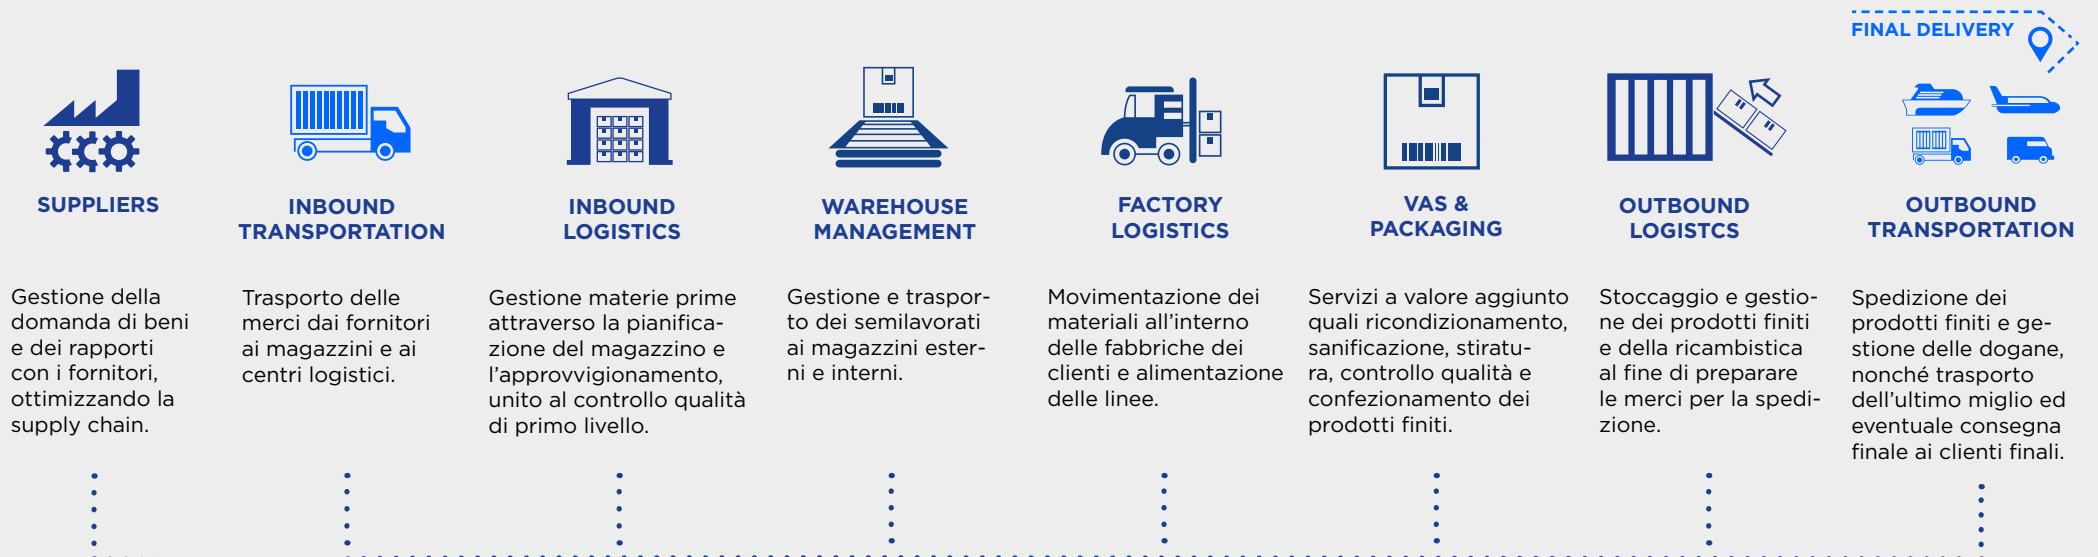 FINAL DELIVERY
SUPPLIERS
Gestione della
domanda di beni
e dei rapporti
con i fornitori,
ottimizzando la
supply chain.
INBOUND
TRANSPORTATION
Trasporto delle
merci dai fornitori
ai magazzini e ai
centri logistici.
INBOUND
LOGISTICS
Gestione materie prime
attraverso la pianifica-
zione del magazzino e
l’approvvigionamento,
unito al controllo qualità
di primo livello.
WAREHOUSE
MANAGEMENT
Gestione e traspor-
to dei semilavorati
ai magazzini ester-
ni e interni.
FACTORY
LOGISTICS
Movimentazione dei
materiali all’interno
delle fabbriche dei
clienti e alimentazione
delle linee.
VAS &
PACKAGING
Servizi a valore aggiunto
quali ricondizionamento,
sanificazione, stiratu-
ra, controllo qualità e
confezionamento dei
prodotti finiti.
OUTBOUND
LOGISTCS
Stoccaggio e gestio-
ne dei prodotti finiti
e della ricambistica
al fine di preparare
le merci per la spedi-
zione.
OUTBOUND
TRANSPORTATION
Spedizione dei
prodotti finiti e ge-
stione delle dogane,
nonché trasporto
dell’ultimo miglio ed
eventuale consegna
finale ai clienti finali.